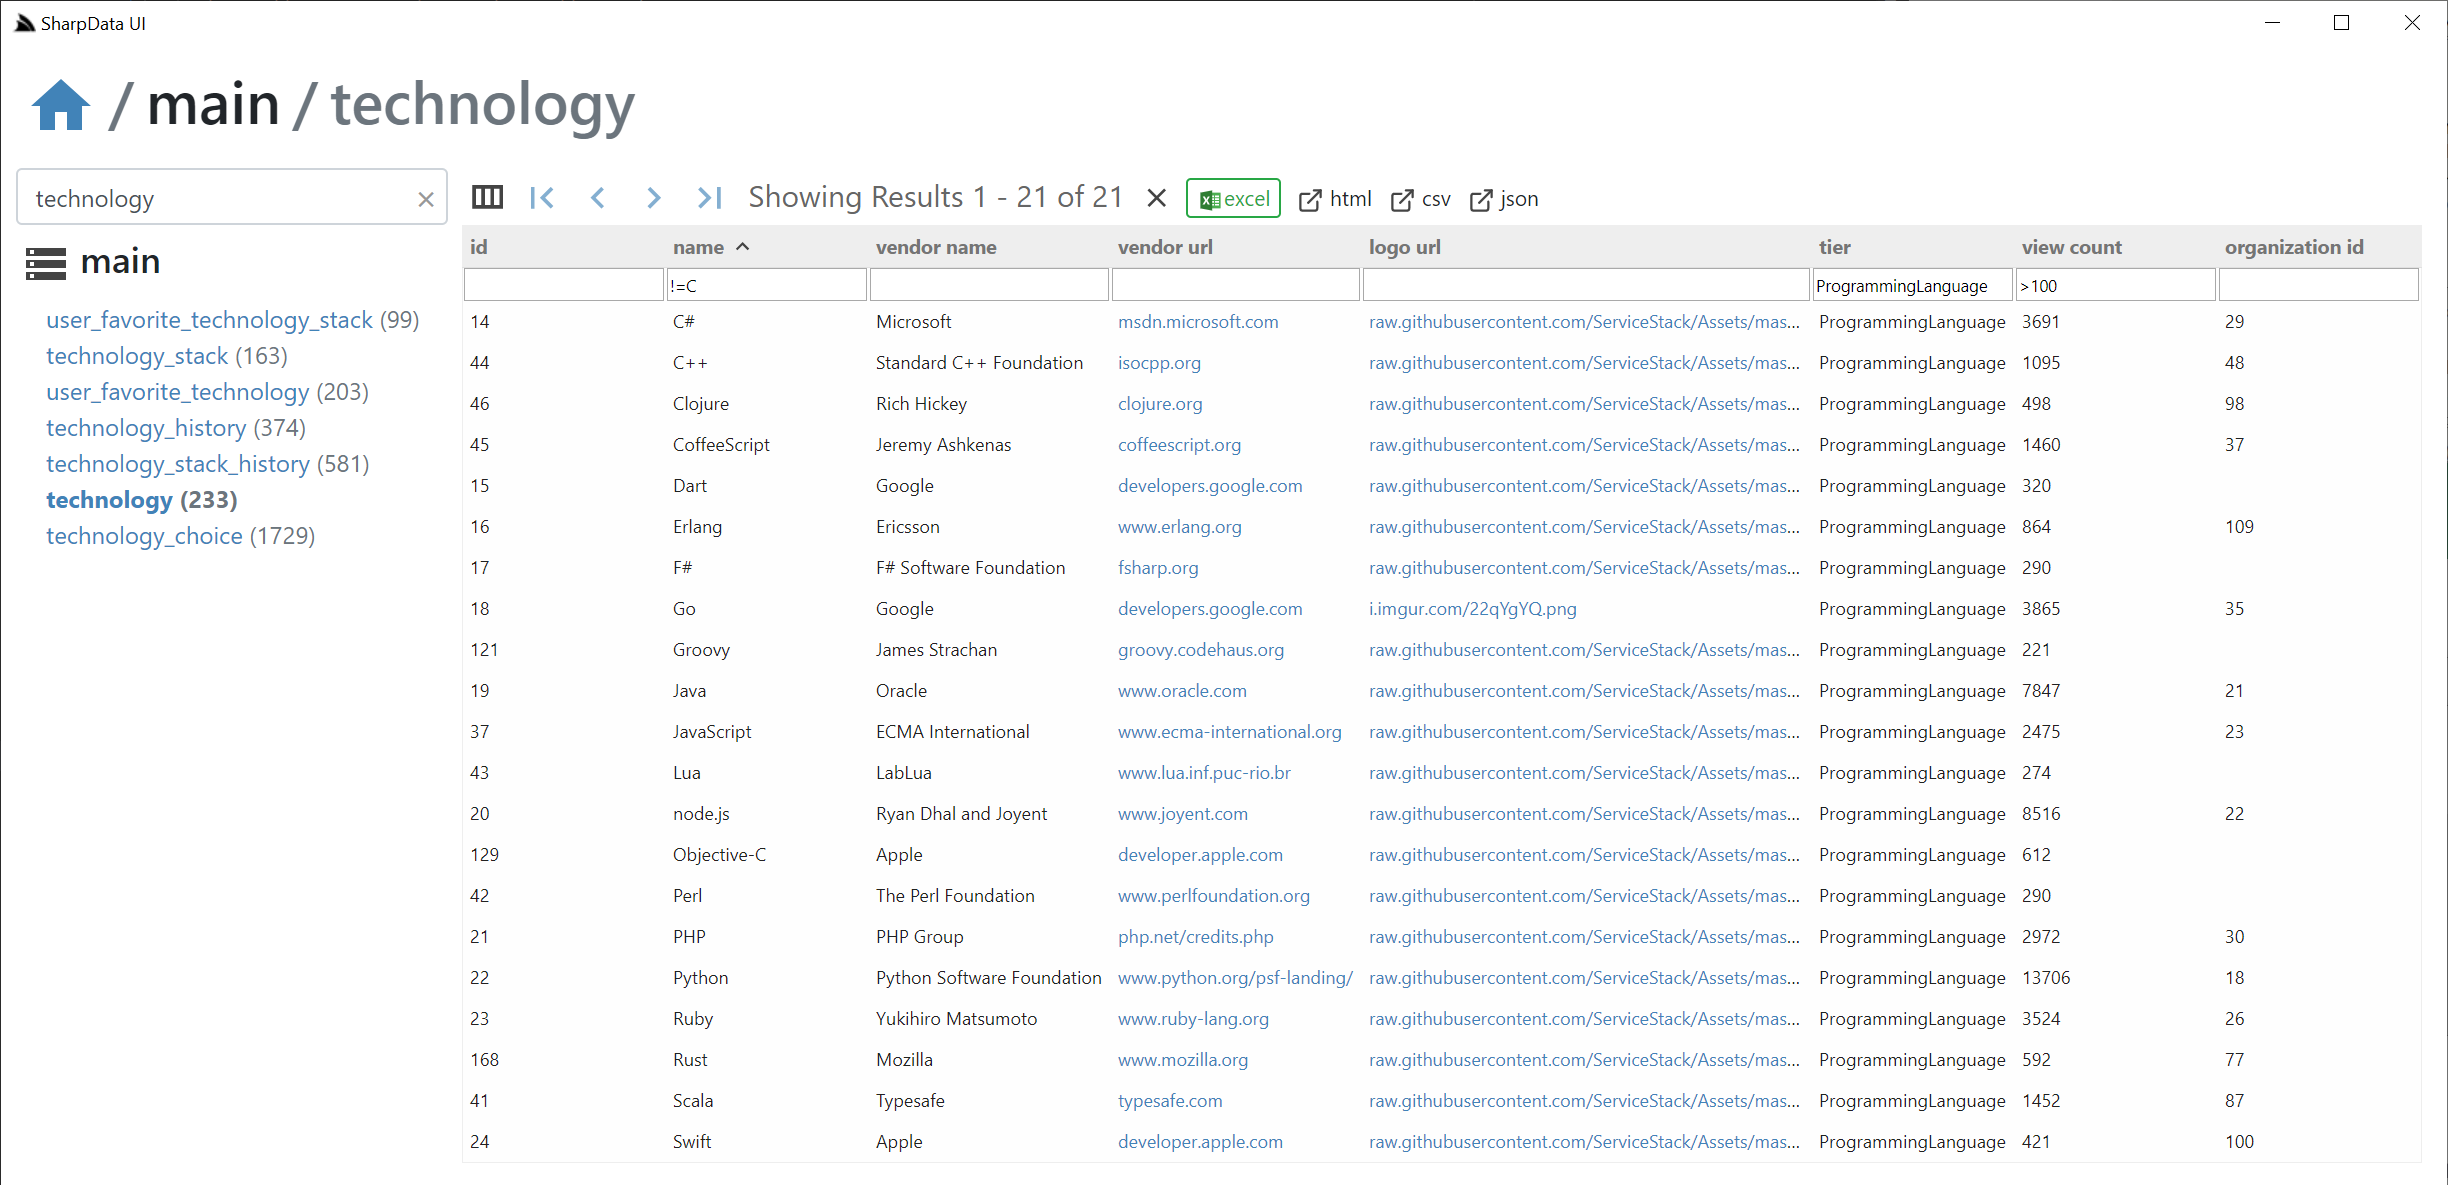 SharpData UI
/ main / technology
technology
Showing Results 1 - 21 of 21 excel html csv json
main
user_favorite_technology_stack (99)
technology_stack (163)
user_favorite_technology (203)
technology_history (374)
technology_stack_history (581)
technology (233)
technology_choice (1729)
id name vendor name vendor url logo url tier view count organization id
!=C ProgrammingLanguage >100
14 C# Microsoft msdn.microsoft.com raw.githubusercontent.com/ServiceStack/Assets/mas... ProgrammingLanguage 3691 29
44 C++ Standard C++ Foundation isocpp.org raw.githubusercontent.com/ServiceStack/Assets/mas... ProgrammingLanguage 1095 48
46 Clojure Rich Hickey clojure.org raw.githubusercontent.com/ServiceStack/Assets/mas... ProgrammingLanguage 498 98
45 CoffeeScript Jeremy Ashkenas coffeescript.org raw.githubusercontent.com/ServiceStack/Assets/mas... ProgrammingLanguage 1460 37
15 Dart Google developers.google.com raw.githubusercontent.com/ServiceStack/Assets/mas... ProgrammingLanguage 320
16 Erlang Ericsson www.erlang.org raw.githubusercontent.com/ServiceStack/Assets/mas... ProgrammingLanguage 864 109
17 F# F# Software Foundation fsharp.org raw.githubusercontent.com/ServiceStack/Assets/mas... ProgrammingLanguage 290
18 Go Google developers.google.com i.imgur.com/22qYgYQ.png ProgrammingLanguage 3865 35
121 Groovy James Strachan groovy.codehaus.org raw.githubusercontent.com/ServiceStack/Assets/mas... ProgrammingLanguage 221
19 Java Oracle www.oracle.com raw.githubusercontent.com/ServiceStack/Assets/mas... ProgrammingLanguage 7847 21
37 JavaScript ECMA International www.ecma-international.org raw.githubusercontent.com/ServiceStack/Assets/mas... ProgrammingLanguage 2475 23
43 Lua LabLua www.lua.inf.puc-rio.br raw.githubusercontent.com/ServiceStack/Assets/mas... ProgrammingLanguage 274
20 node.js Ryan Dhal and Joyent www.joyent.com raw.githubusercontent.com/ServiceStack/Assets/mas... ProgrammingLanguage 8516 22
129 Objective-C Apple developer.apple.com raw.githubusercontent.com/ServiceStack/Assets/mas... ProgrammingLanguage 612
42 Perl The Perl Foundation www.perlfoundation.org raw.githubusercontent.com/ServiceStack/Assets/mas... ProgrammingLanguage 290
21 PHP PHP Group php.net/credits.php raw.githubusercontent.com/ServiceStack/Assets/mas... ProgrammingLanguage 2972 30
22 Python Python Software Foundation www.python.org/psf-landing/ raw.githubusercontent.com/ServiceStack/Assets/mas... ProgrammingLanguage 13706 18
23 Ruby Yukihiro Matsumoto www.ruby-lang.org raw.githubusercontent.com/ServiceStack/Assets/mas... ProgrammingLanguage 3524 26
168 Rust Mozilla www.mozilla.org raw.githubusercontent.com/ServiceStack/Assets/mas... ProgrammingLanguage 592 77
41 Scala Typesafe typesafe.com raw.githubusercontent.com/ServiceStack/Assets/mas... ProgrammingLanguage 1452 87
24 Swift Apple developer.apple.com raw.githubusercontent.com/ServiceStack/Assets/mas... ProgrammingLanguage 421 100